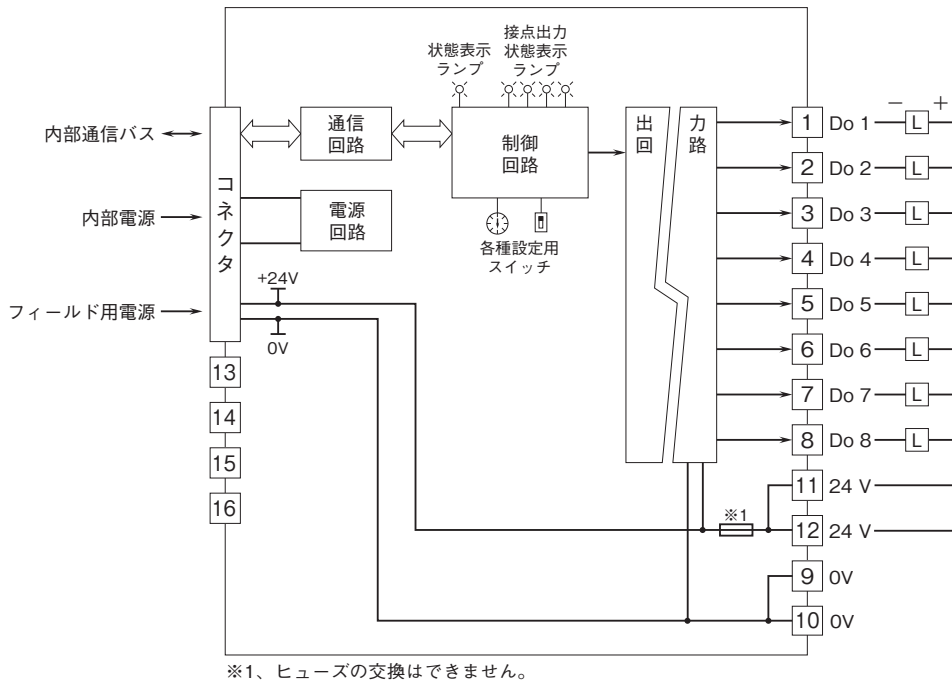 状態表示
ランプ
接点出力
状態表示
ランプ
内部通信バス
コネクタ
通信
回路
制御
回路
出力
回路
内部電源
電源
回路
各種設定用
スイッチ
フィールド用電源
+24V
0V
13
14
15
16
− +
1 Do 1 L
2 Do 2 L
3 Do 3 L
4 Do 4 L
5 Do 5 L
6 Do 6 L
7 Do 7 L
8 Do 8 L
11 24 V
※1
12 24 V
9 0V
10 0V
※1、ヒューズの交換はできません。